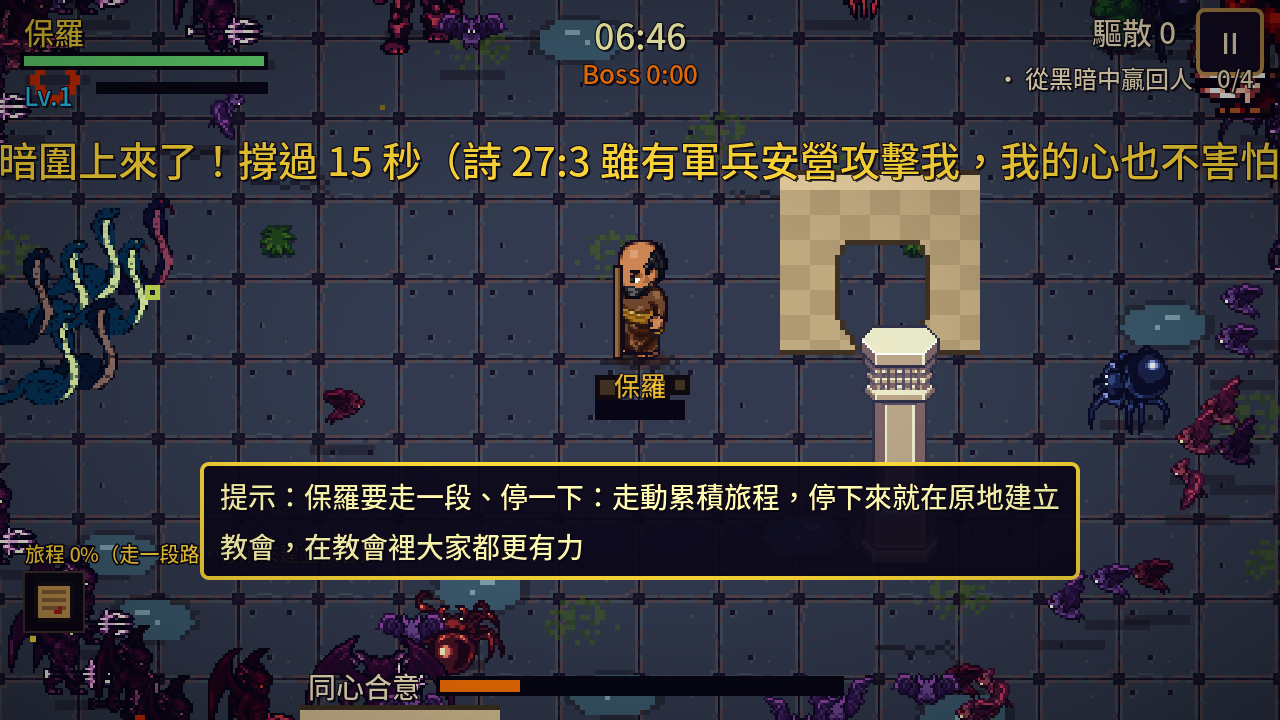 保羅
06:46
驅散 0
Boss 0:00
Lv.1
· 從黑暗中贏回人 0/4
暗圍上來了！撐過 15 秒（詩 27:3 雖有軍兵安營攻擊我，我的心也不害怕
保羅
提示：保羅要走一段、停一下：走動累積旅程，停下來就在原地建立
教會，在教會裡大家都更有力
旅程 0%（走一段路
同心合意